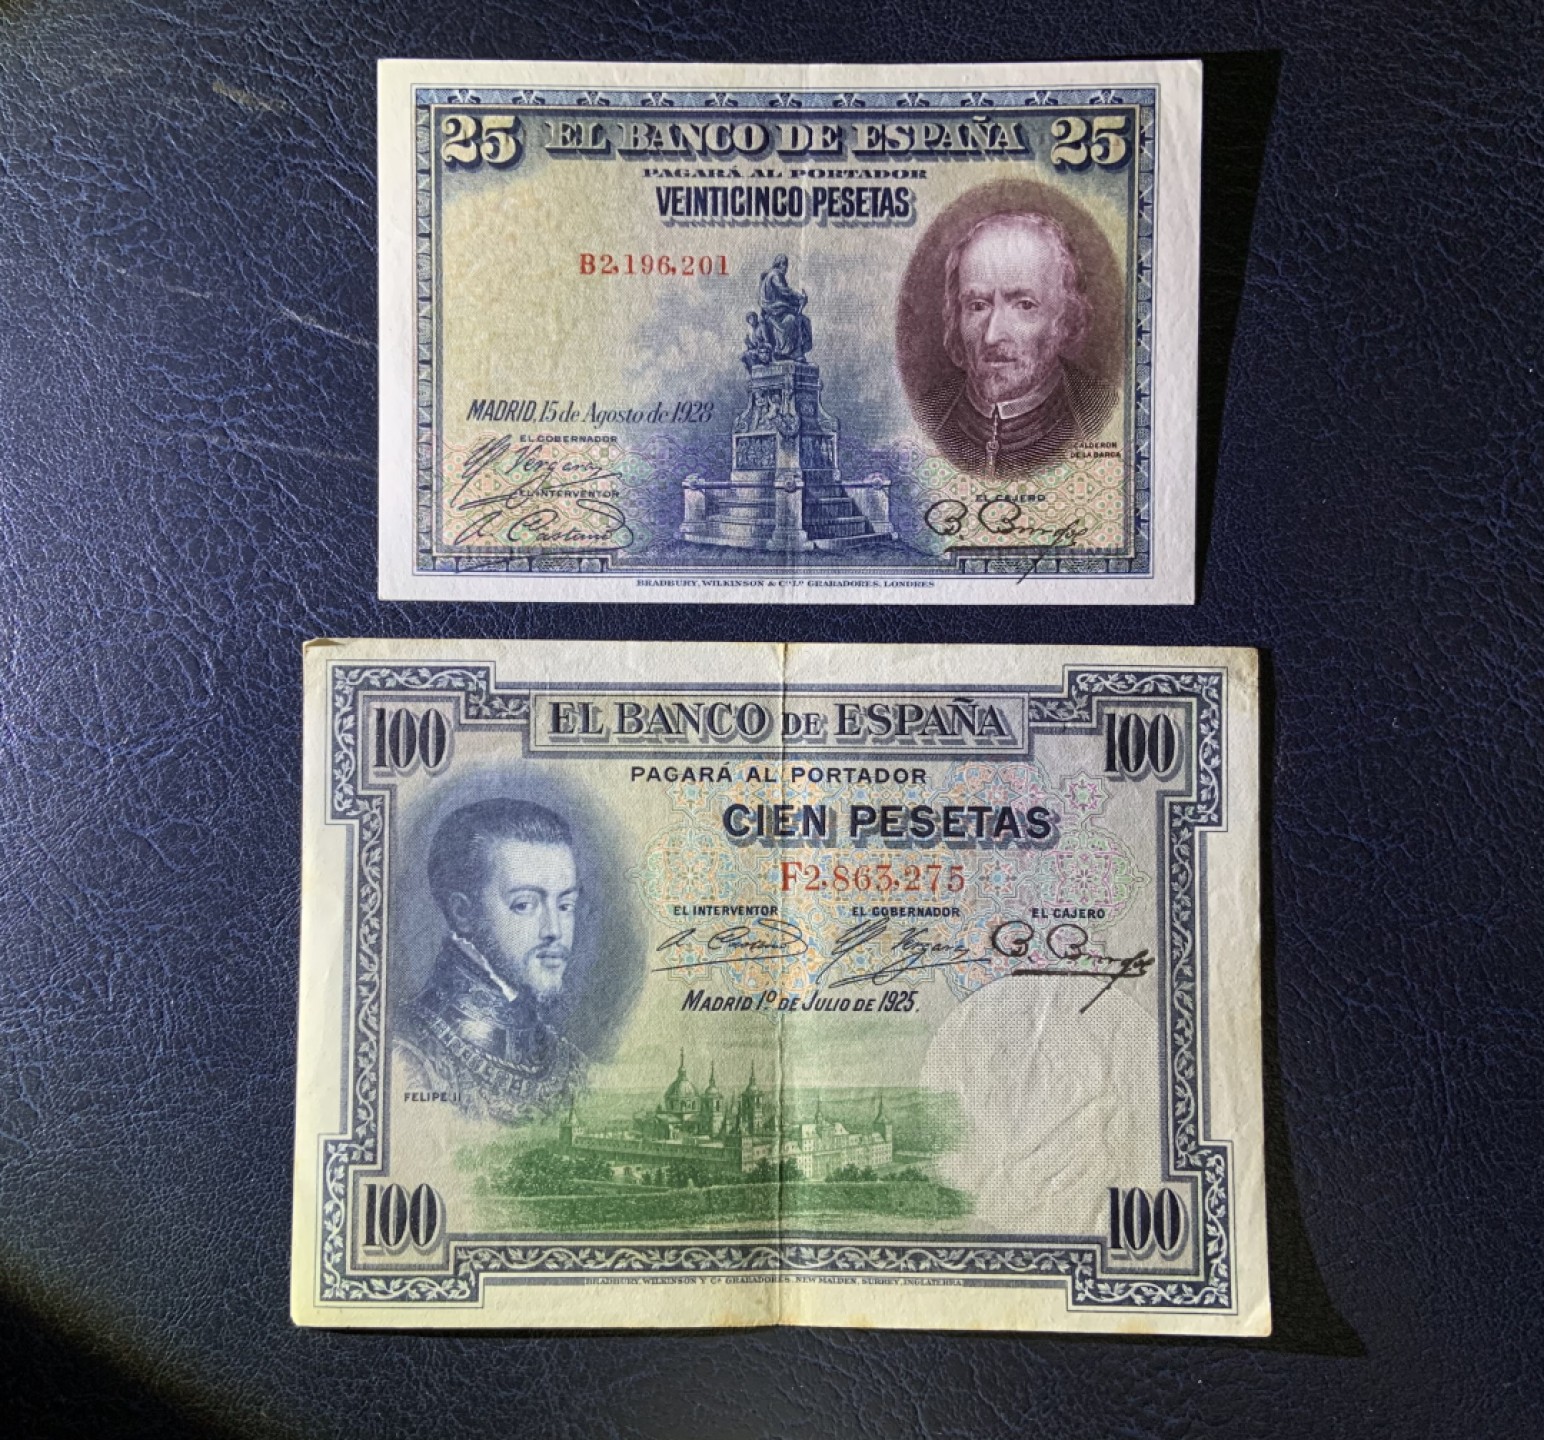 25 EL BANCO DE ESPAÑA 25
PAGARÁ AL PORTADOR
VEINTICINCO PESETAS
B2,196,201
MADRID, 15 de Agosto de 1928
EL GOBERNADOR
CALDERON
DE LA BARCA
EL INTERVENTOR
EL CAJERO
BRADBURY, WILKINSON & Cº Lᴰ GRABADORES, LONDRES
100 EL BANCO DE ESPAÑA 100
PAGARÁ AL PORTADOR
CIEN PESETAS
F2,863,275
EL INTERVENTOR EL GOBERNADOR EL CAJERO
MADRID 1.º DE JULIO DE 1925.
FELIPE II
100 100
BRADBURY, WILKINSON Y Cª GRABADORES, NEW MALDEN, SURREY, INGLATERRA